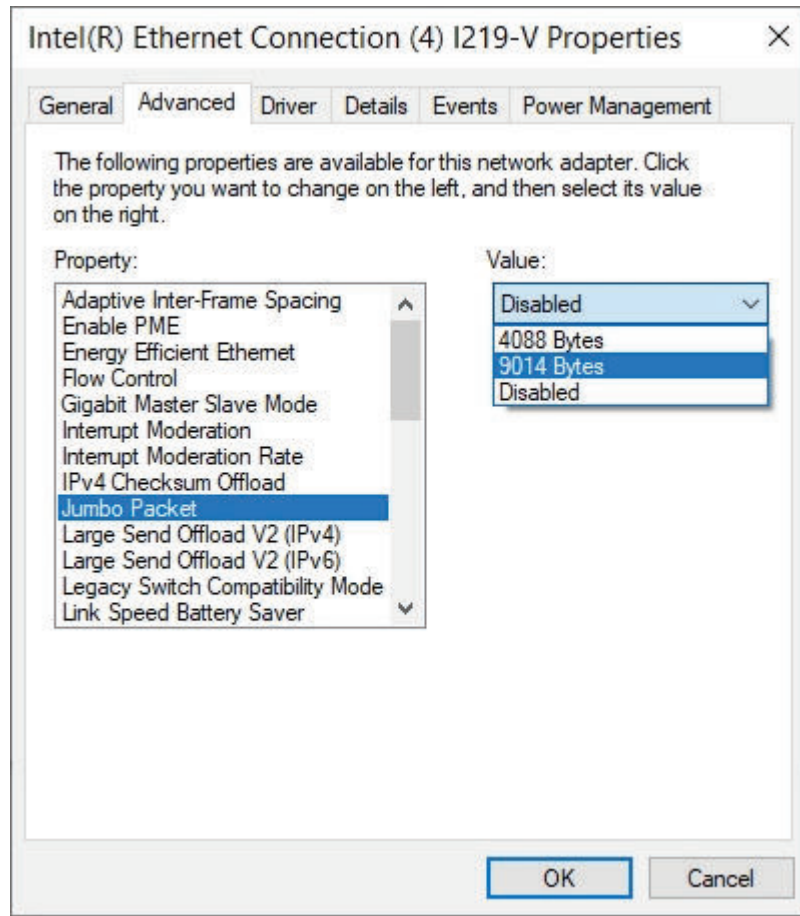 Intel(R) Ethernet Connection (4) I219-V Properties
General Advanced Driver Details Events Power Management
The following properties are available for this network adapter. Click
the property you want to change on the left, and then select its value
on the right.
Property:
Adaptive Inter-Frame Spacing
Enable PME
Energy Efficient Ethernet
Flow Control
Gigabit Master Slave Mode
Interrupt Moderation
Interrupt Moderation Rate
IPv4 Checksum Offload
Jumbo Packet
Large Send Offload V2 (IPv4)
Large Send Offload V2 (IPv6)
Legacy Switch Compatibility Mode
Link Speed Battery Saver
Value:
Disabled
4088 Bytes
9014 Bytes
Disabled
OK Cancel